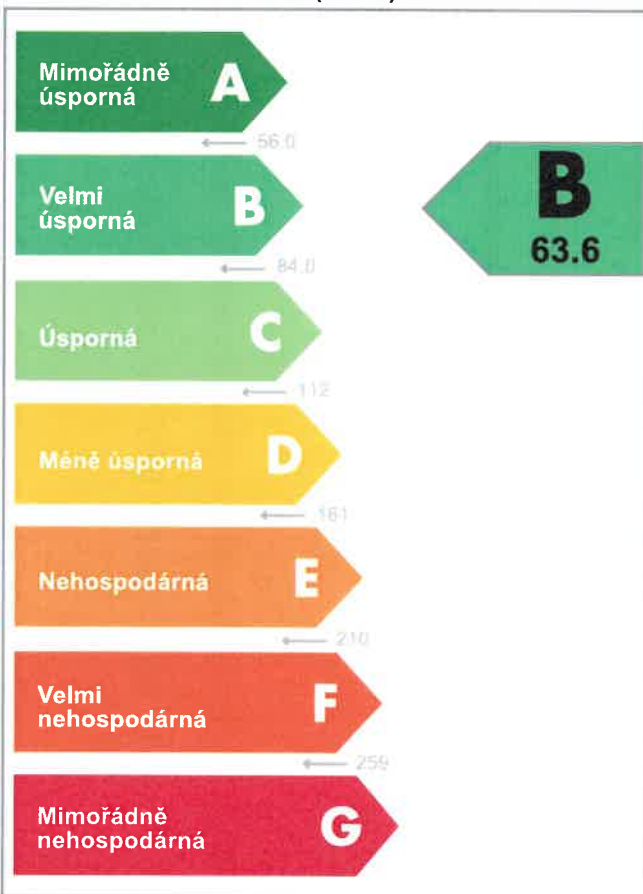 Mimořádně
úsporná
A
56.0
Velmi
úsporná
B
84.0
B
63.6
Úsporná
C
112
Méně úsporná
D
161
Nehospodárná
E
210
Velmi
nehospodárná
F
259
Mimořádně
nehospodárná
G